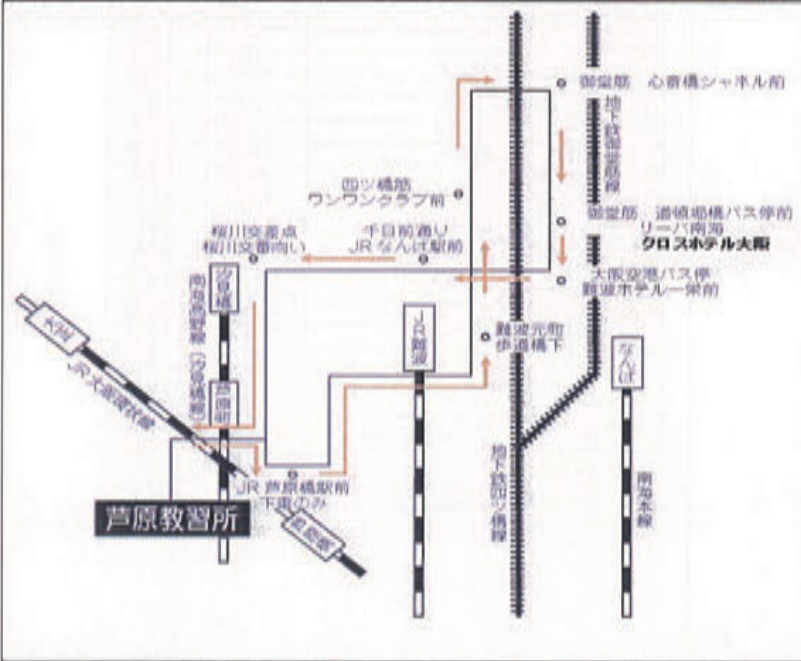 御堂筋 心斎橋シャネル前
地下鉄御堂筋線
四ツ橋筋
ワンワンクラブ前
御堂筋 道頓堀橋バス停前
リーバ南海
クロスホテル大阪
桜川交差点
桜川交番向い
千日前通り
JRなんば駅前
大阪空港バス停
難波ホテル一栄前
汐見橋
南海高野線（汐見橋線）
大正
JR大阪環状線
芦原町
JR難波
難波元町
歩道橋下
なんば
JR芦原橋駅前
下車のみ
芦原教習所
地下鉄四ツ橋線
南海本線